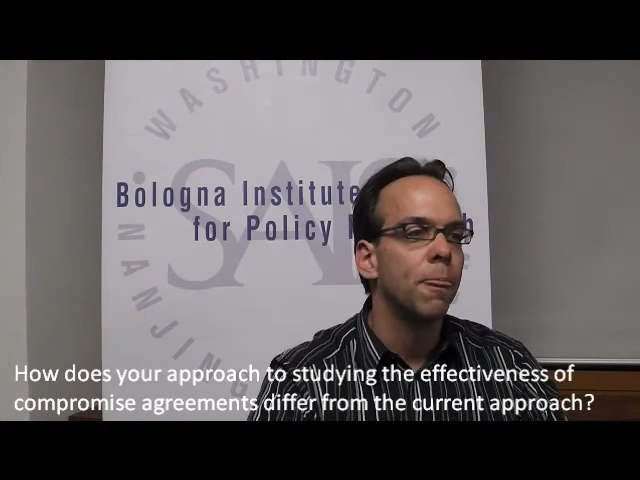 WASHINGTON
SAIS
Bologna Institute
for Policy
NANJING
How does your approach to studying the effectiveness of
compromise agreements differ from the current approach?